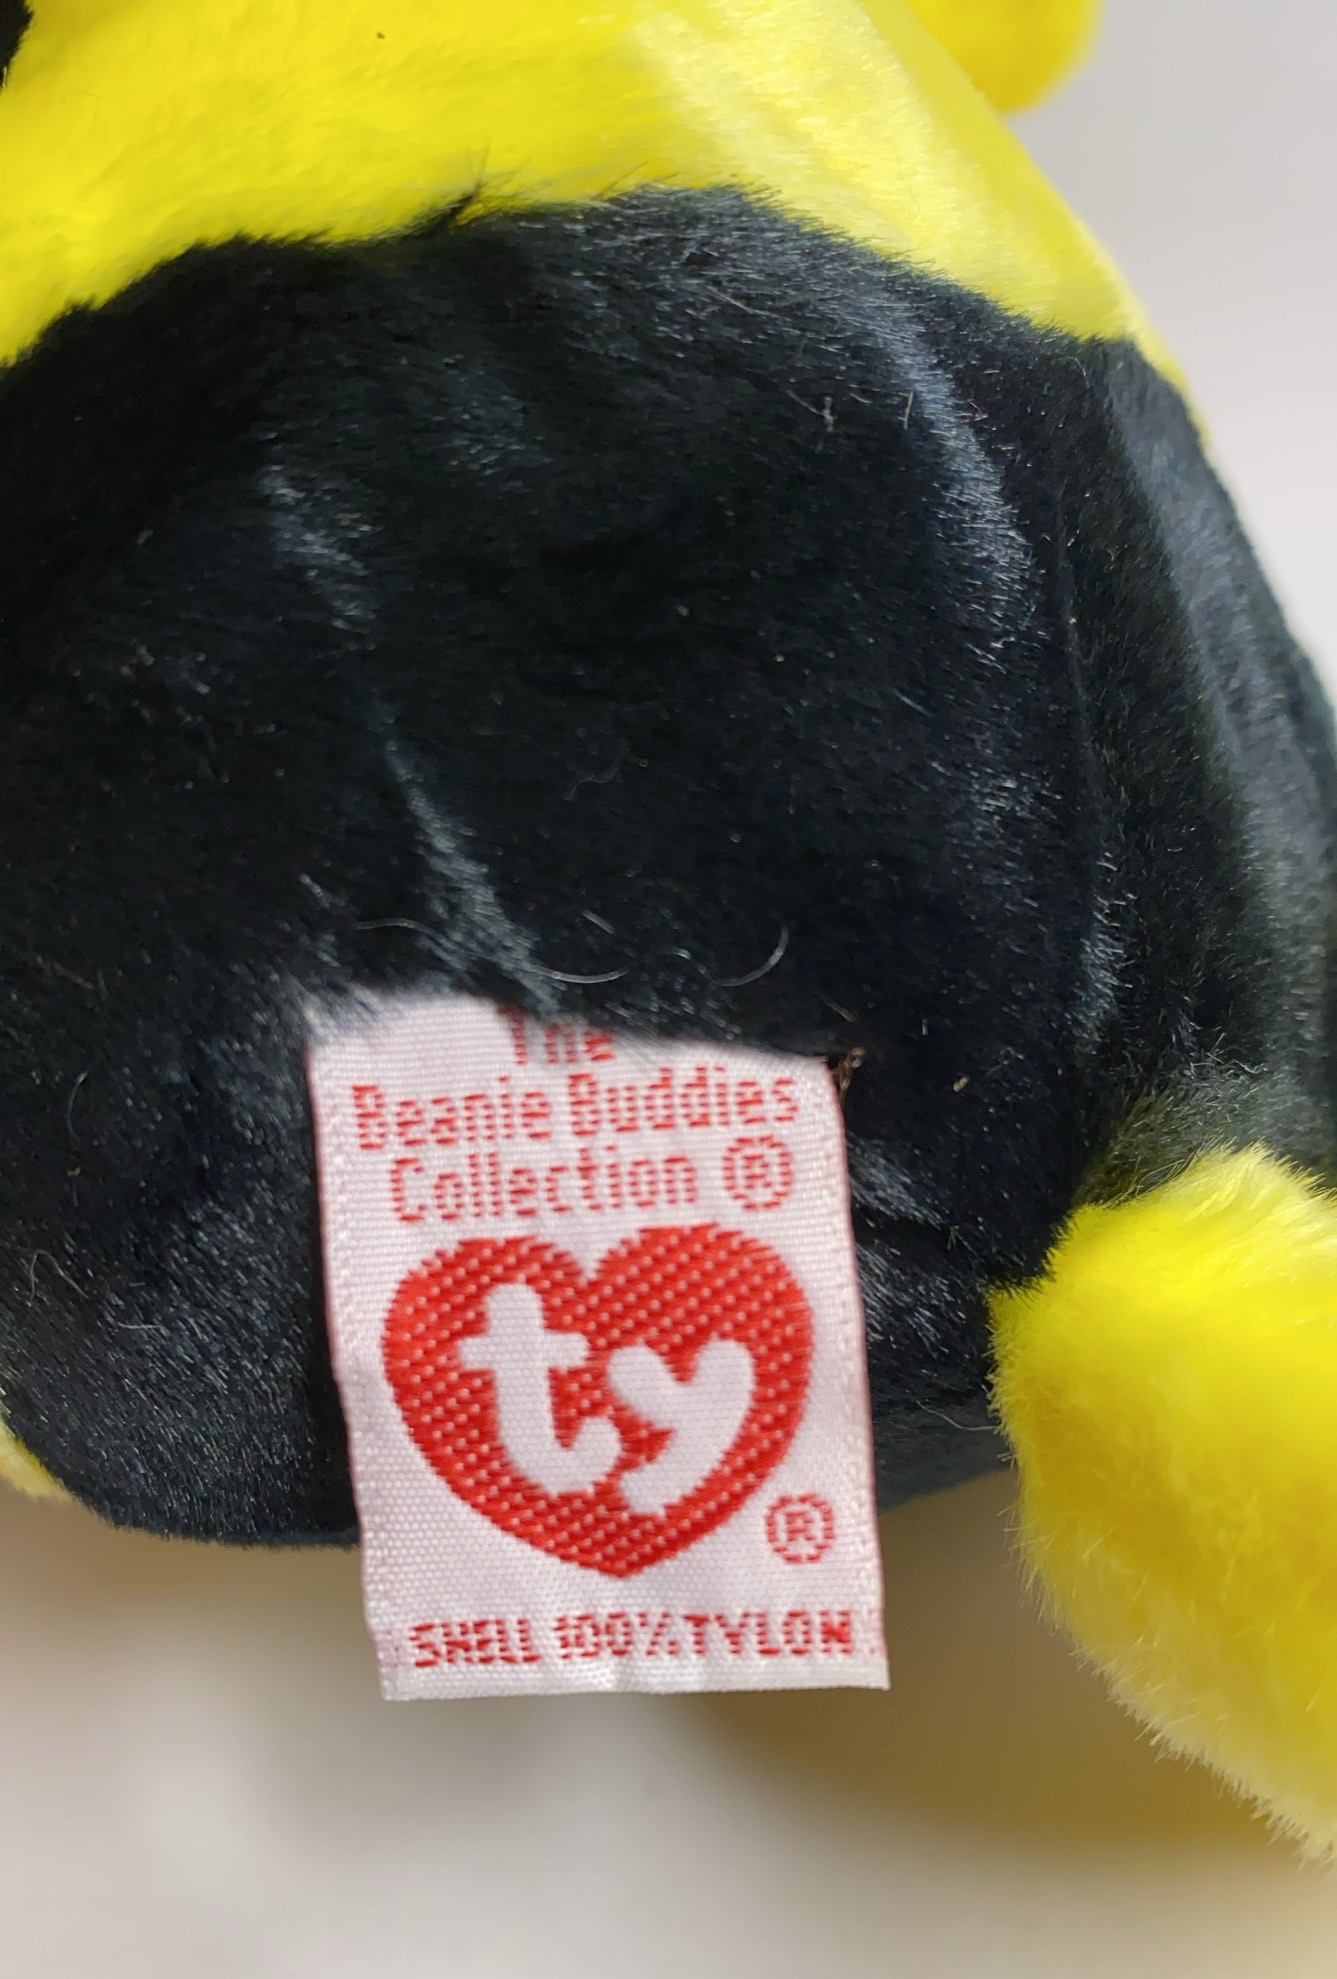 The
Beanie Buddies
Collection ®
ty
®
SHELL 100% TYLON